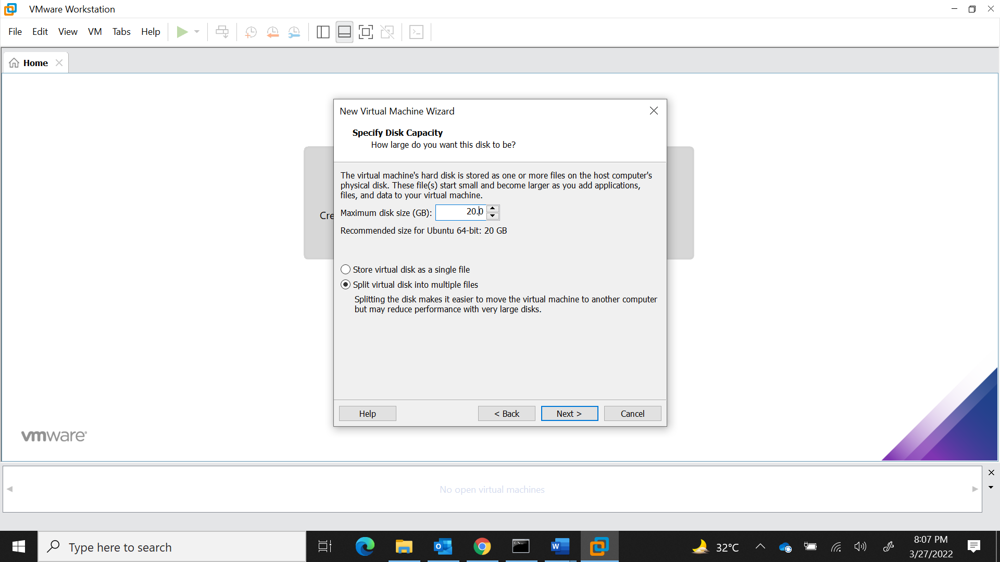 VMware Workstation
File Edit View VM Tabs Help
Home
New Virtual Machine Wizard
Specify Disk Capacity
How large do you want this disk to be?
The virtual machine's hard disk is stored as one or more files on the host computer's
physical disk. These file(s) start small and become larger as you add applications,
files, and data to your virtual machine.
Cre
Maximum disk size (GB): 20.0
Recommended size for Ubuntu 64-bit: 20 GB
Store virtual disk as a single file
Split virtual disk into multiple files
Splitting the disk makes it easier to move the virtual machine to another computer
but may reduce performance with very large disks.
Help < Back Next > Cancel
vmware
No open virtual machines
Type here to search
32°C
8:07 PM
3/27/2022